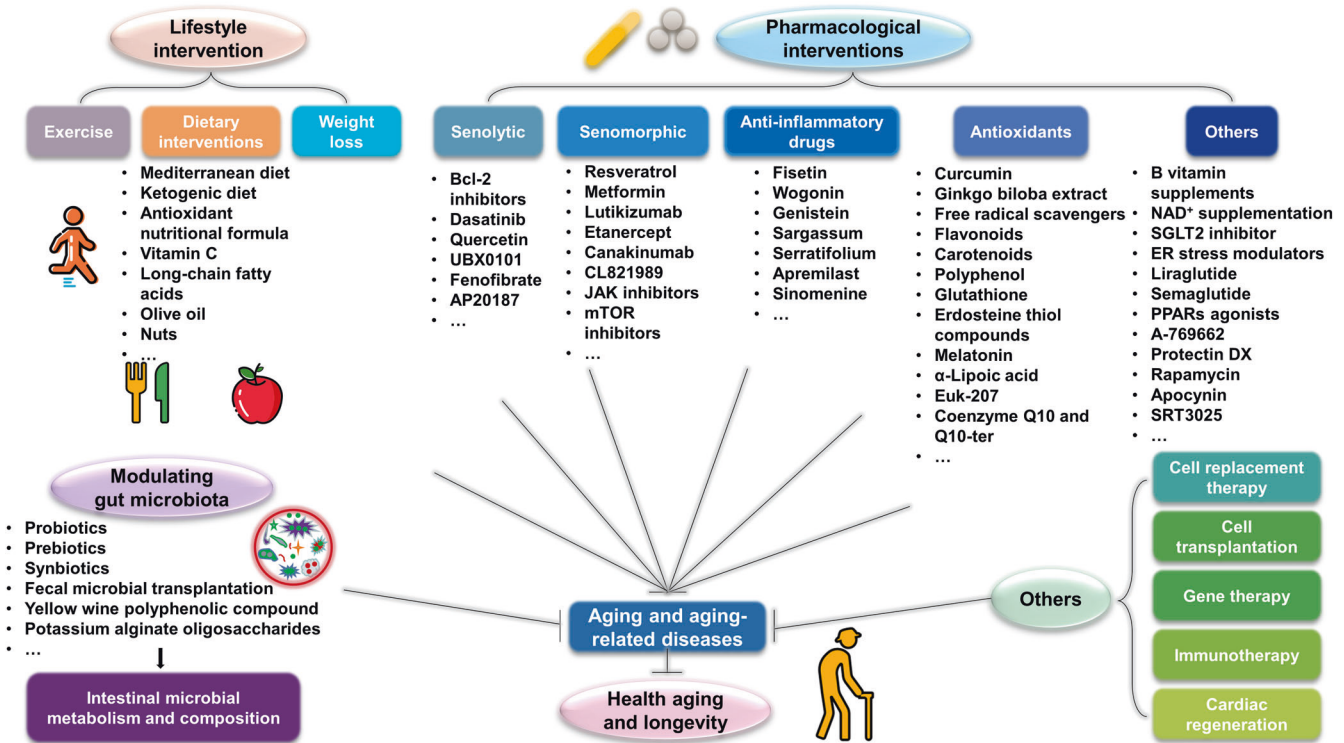 Lifestyle
intervention
Exercise
Dietary
interventions
Weight
loss
• Mediterranean diet
• Ketogenic diet
• Antioxidant
nutritional formula
• Vitamin C
• Long-chain fatty
acids
• Olive oil
• Nuts
• ...
Pharmacological
interventions
Senolytic
• Bcl-2
inhibitors
• Dasatinib
• Quercetin
• UBX0101
• Fenofibrate
• AP20187
• ...
Senomorphic
• Resveratrol
• Metformin
• Lutikizumab
• Etanercept
• Canakinumab
• CL821989
• JAK inhibitors
• mTOR
inhibitors
• ...
Anti-inflammatory
drugs
• Fisetin
• Wogonin
• Genistein
• Sargassum
• Serratifolium
• Apremilast
• Sinomenine
• ...
Antioxidants
• Curcumin
• Ginkgo biloba extract
• Free radical scavengers
• Flavonoids
• Carotenoids
• Polyphenol
• Glutathione
• Erdosteine thiol
compounds
• Melatonin
• α-Lipoic acid
• Euk-207
• Coenzyme Q10 and
Q10-ter
• ...
Others
• B vitamin
supplements
• NAD⁺ supplementation
• SGLT2 inhibitor
• ER stress modulators
• Liraglutide
• Semaglutide
• PPARs agonists
• A-769662
• Protectin DX
• Rapamycin
• Apocynin
• SRT3025
• ...
Modulating
gut microbiota
• Probiotics
• Prebiotics
• Synbiotics
• Fecal microbial transplantation
• Yellow wine polyphenolic compound
• Potassium alginate oligosaccharides
• ...
Intestinal microbial
metabolism and composition
Aging and aging-
related diseases
Health aging
and longevity
Others
Cell replacement
therapy
Cell
transplantation
Gene therapy
Immunotherapy
Cardiac
regeneration